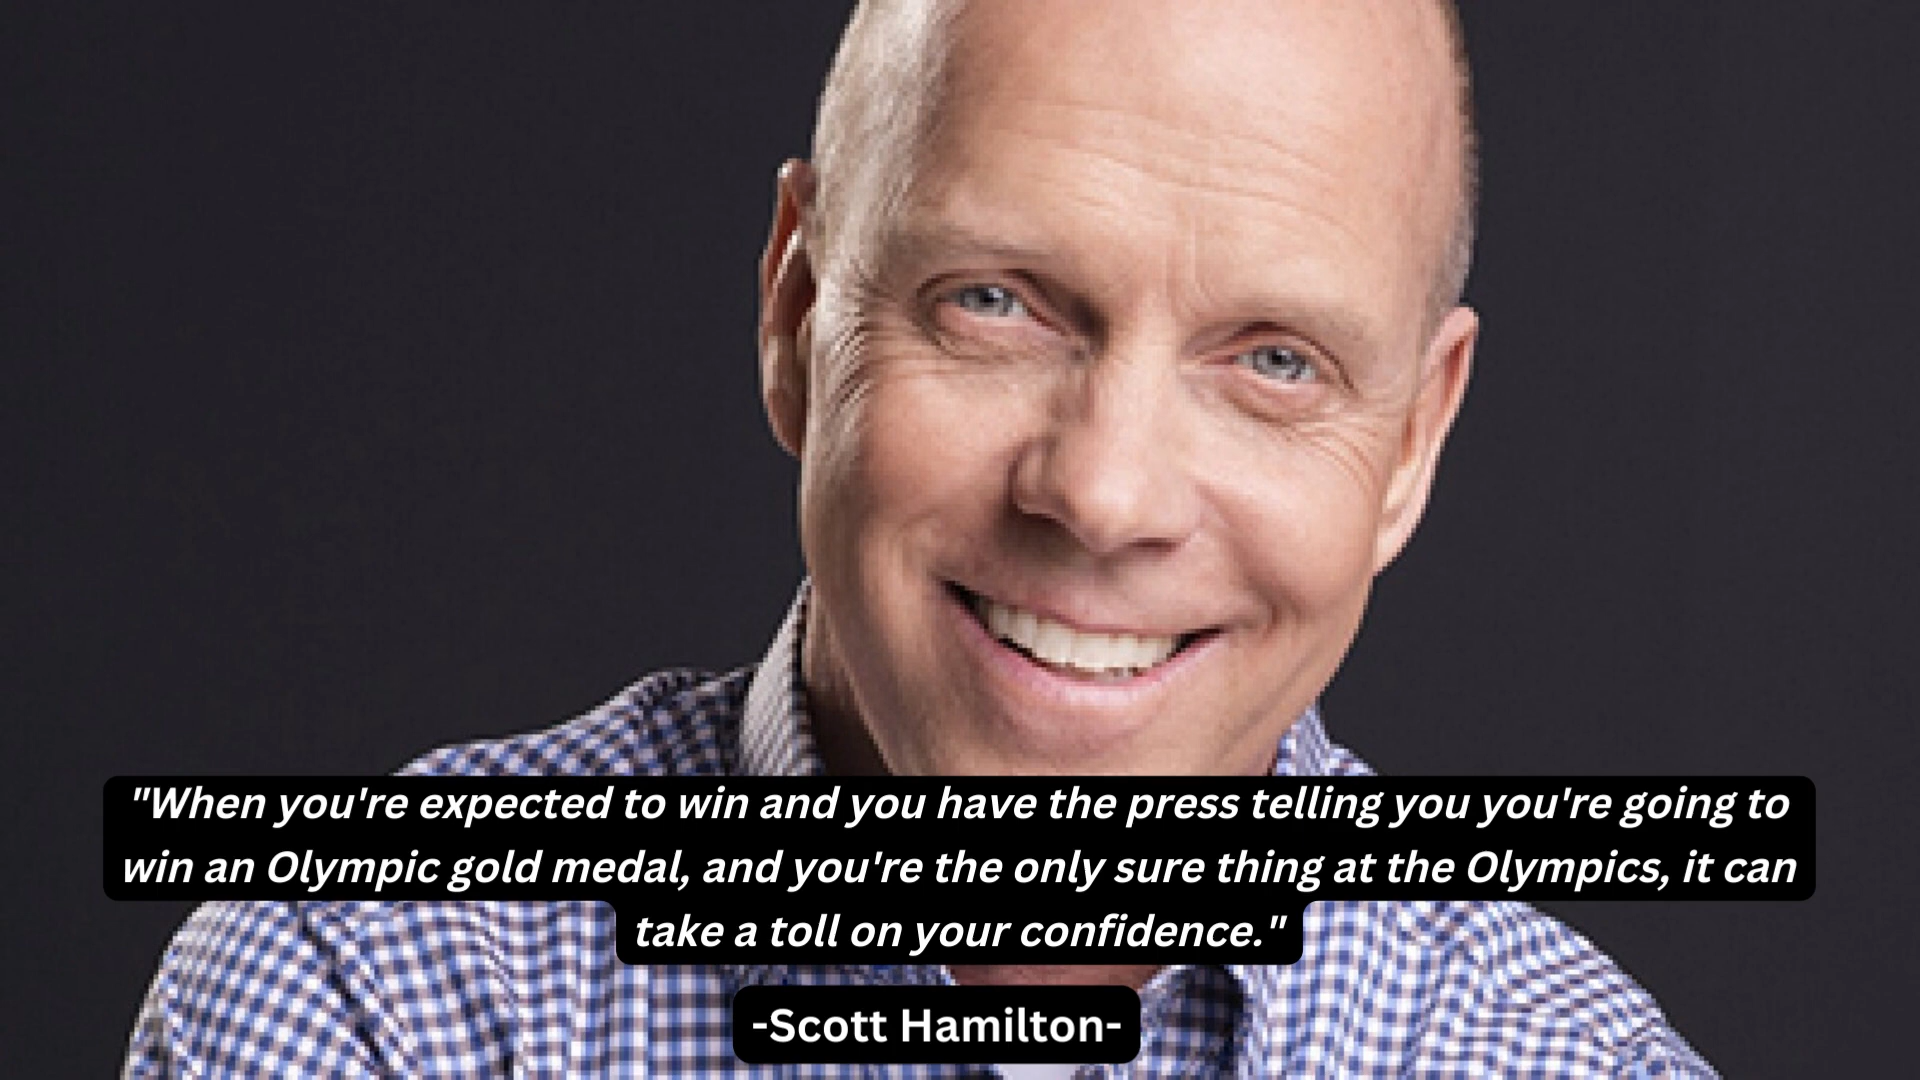 "When you're expected to win and you have the press telling you you're going to
win an Olympic gold medal, and you're the only sure thing at the Olympics, it can
take a toll on your confidence."
-Scott Hamilton-